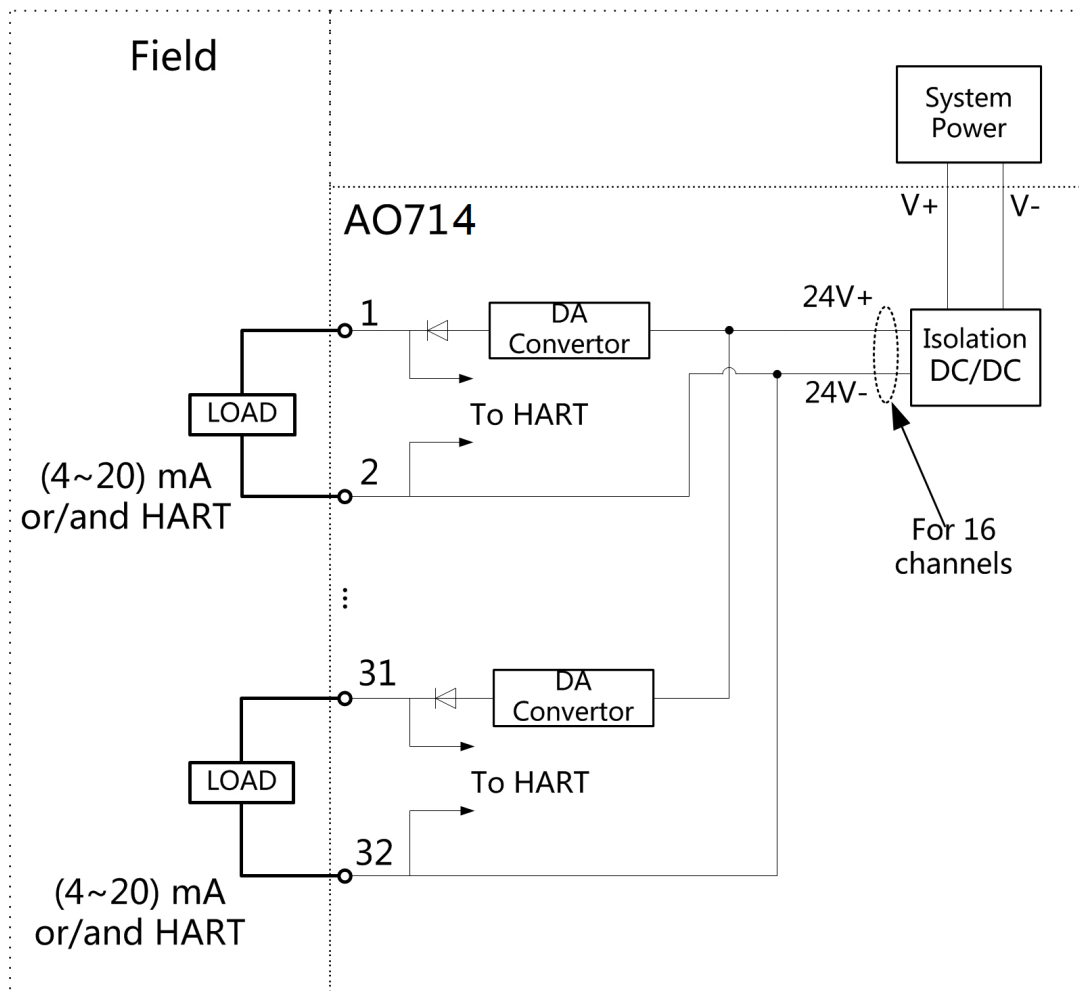 Field
System
Power
V+
V-
AO714
1
DA
Convertor
24V+
Isolation
DC/DC
24V-
LOAD
To HART
2
(4~20) mA
or/and HART
For 16
channels
31
DA
Convertor
LOAD
To HART
32
(4~20) mA
or/and HART